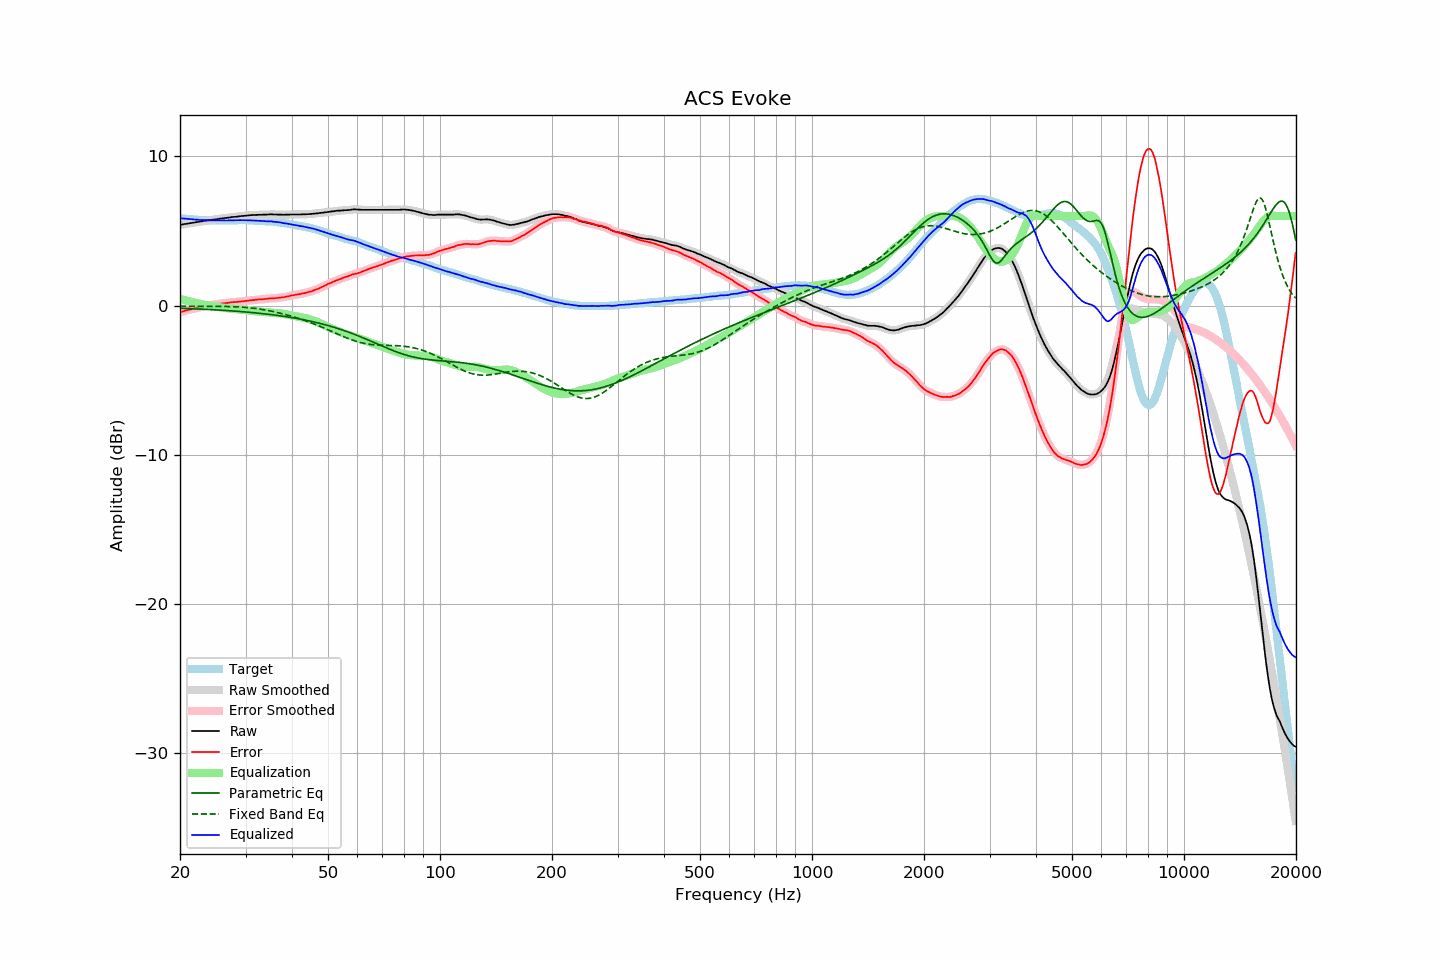 ACS Evoke
Amplitude (dBr)
10
0
−10
−20
−30
Target
Raw Smoothed
Error Smoothed
Raw
Error
Equalization
Parametric Eq
Fixed Band Eq
Equalized
20 50 100 200 500 1000 2000 5000 10000 20000
Frequency (Hz)